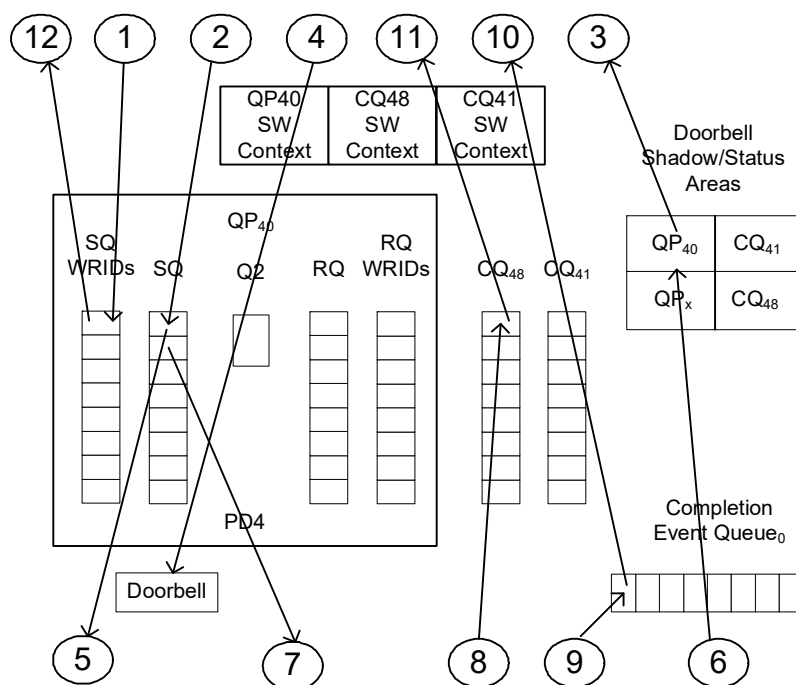 12 1 2 4 11 10 3
QP40 SW Context
CQ48 SW Context
CQ41 SW Context
Doorbell
Shadow/Status
Areas
QP40 CQ41
QPx CQ48
QP40
SQ WRIDs
SQ
Q2
RQ
RQ WRIDs
CQ48
CQ41
PD4
Doorbell
Completion
Event Queue0
5 7 8 9 6